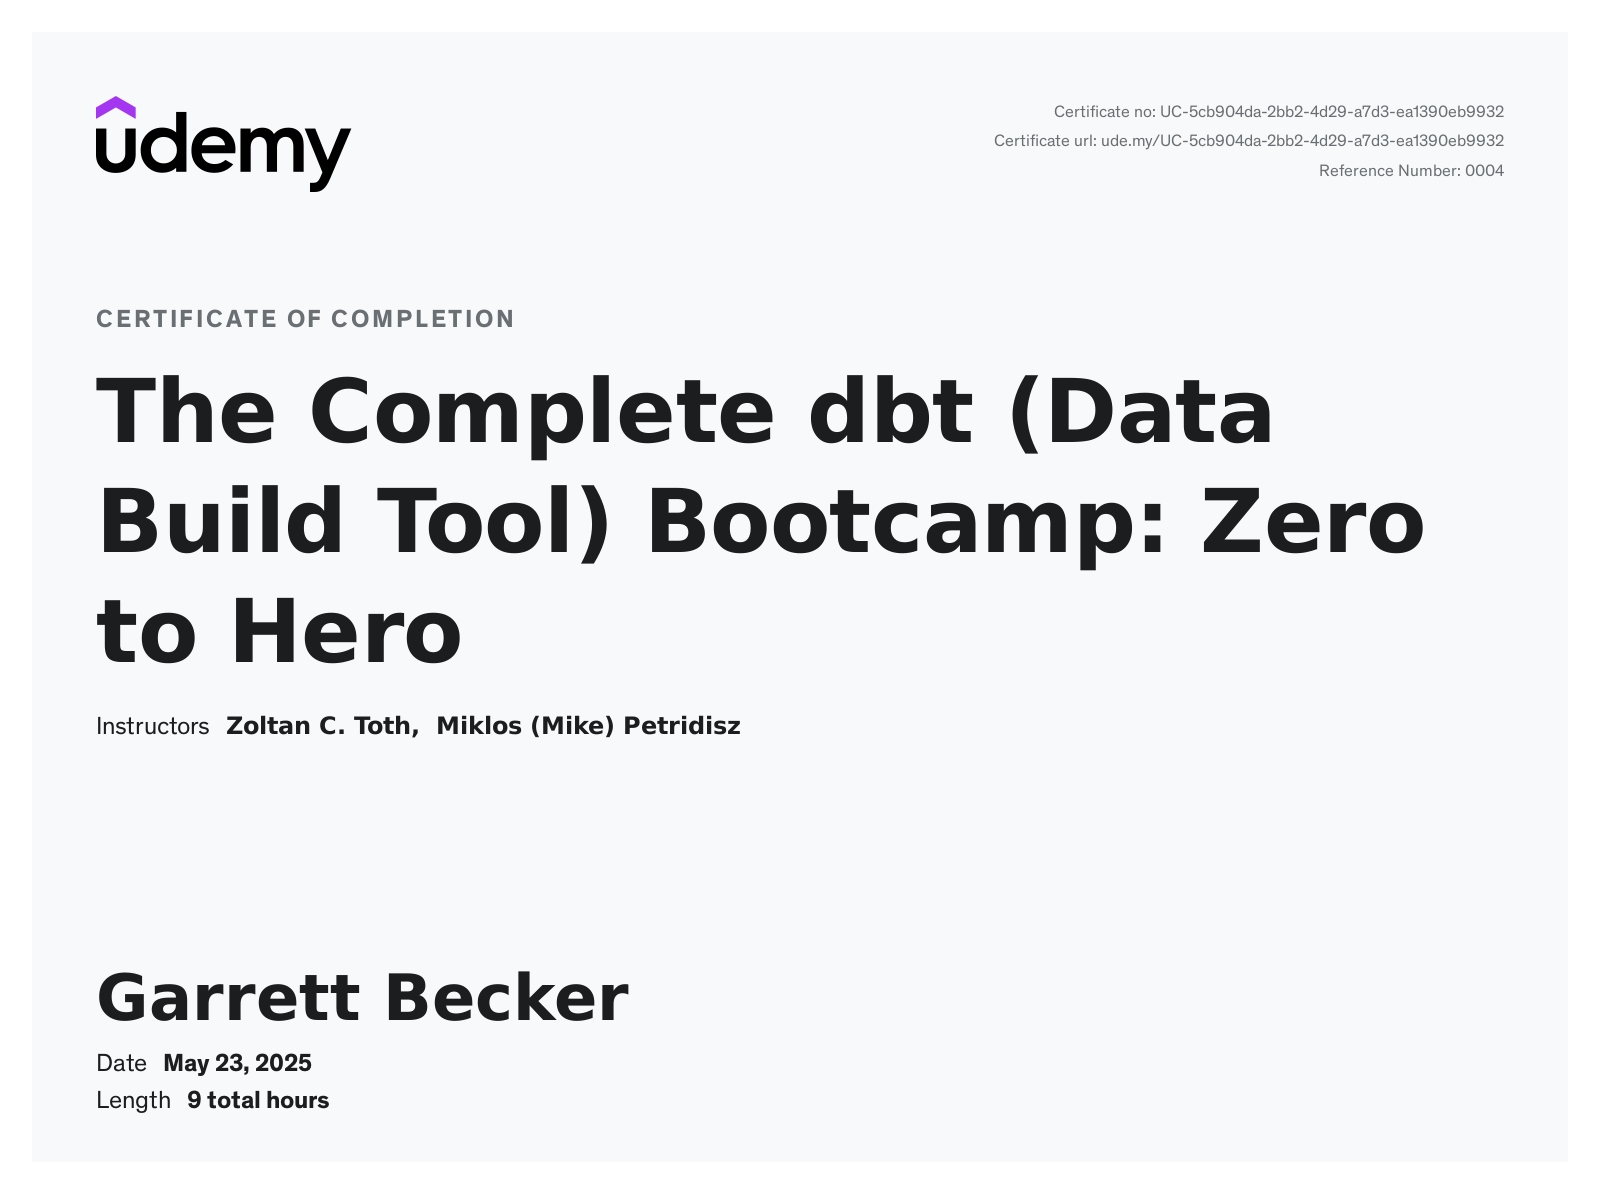 udemy
Certificate no: UC-5cb904da-2bb2-4d29-a7d3-ea1390eb9932
Certificate url: ude.my/UC-5cb904da-2bb2-4d29-a7d3-ea1390eb9932
Reference Number: 0004
CERTIFICATE OF COMPLETION
The Complete dbt (Data
Build Tool) Bootcamp: Zero
to Hero
Instructors Zoltan C. Toth, Miklos (Mike) Petridisz
Garrett Becker
Date May 23, 2025
Length 9 total hours